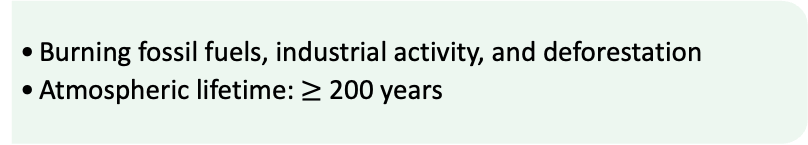 • Burning fossil fuels, industrial activity, and deforestation
• Atmospheric lifetime: ≥ 200 years